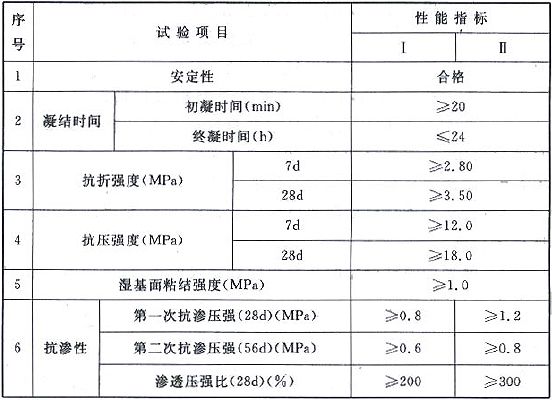 序号 试验项目 性能指标
Ⅰ Ⅱ
1 安定性 合格
2 凝结时间 初凝时间(min) ≥20
终凝时间(h) ≤24
3 抗折强度(MPa) 7d ≥2.80
28d ≥3.50
4 抗压强度(MPa) 7d ≥12.0
28d ≥18.0
5 湿基面粘结强度(MPa) ≥1.0
6 抗渗性 第一次抗渗压强(28d)(MPa) ≥0.8 ≥1.2
第二次抗渗压强(56d)(MPa) ≥0.6 ≥0.8
渗透压强比(28d)(%) ≥200 ≥300